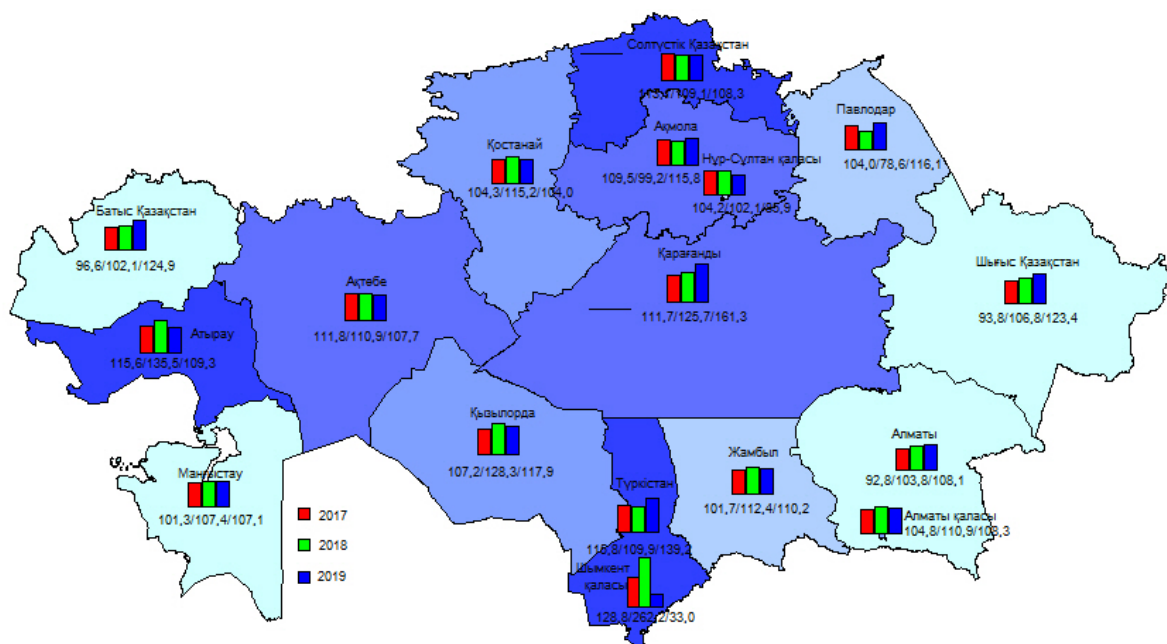 Солтүстік Қазақстан
Павлодар
104,0/78,6/116,1
Ақмола
109,5/99,2/115,8
Нұр-Сұлтан қаласы
Қостанай
104,3/115,2/104,0
Батыс Қазақстан
96,6/102,1/124,9
Ақтөбе
111,8/110,9/107,7
Қарағанды
111,7/125,7/161,3
Шығыс Қазақстан
93,8/106,8/123,4
Атырау
115,6/135,5/109,3
Қызылорда
107,2/128,3/117,9
Алматы
92,8/103,8/108,1
Жамбыл
101,7/112,4/110,2
Маңғыстау
101,3/107,4/107,1
Түркістан
Алматы қаласы
Шымкент
қаласы
128,8/262,2/33,0
2017
2018
2019